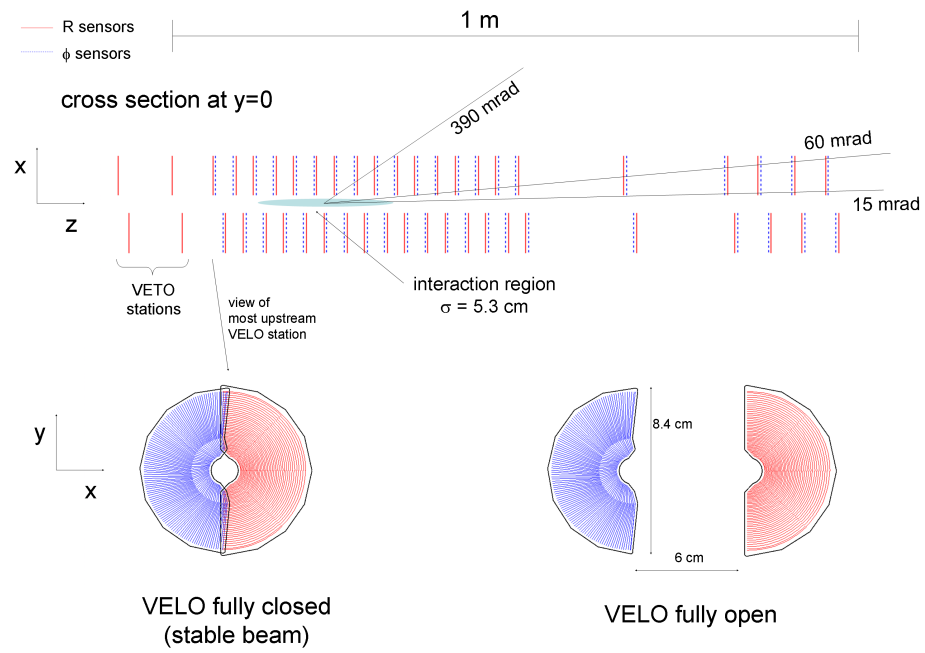 R sensors
ϕ sensors
1 m
cross section at y=0
390 mrad
60 mrad
15 mrad
x
z
VETO
stations
view of
most upstream
VELO station
interaction region
σ = 5.3 cm
y
x
8.4 cm
6 cm
VELO fully closed
(stable beam)
VELO fully open